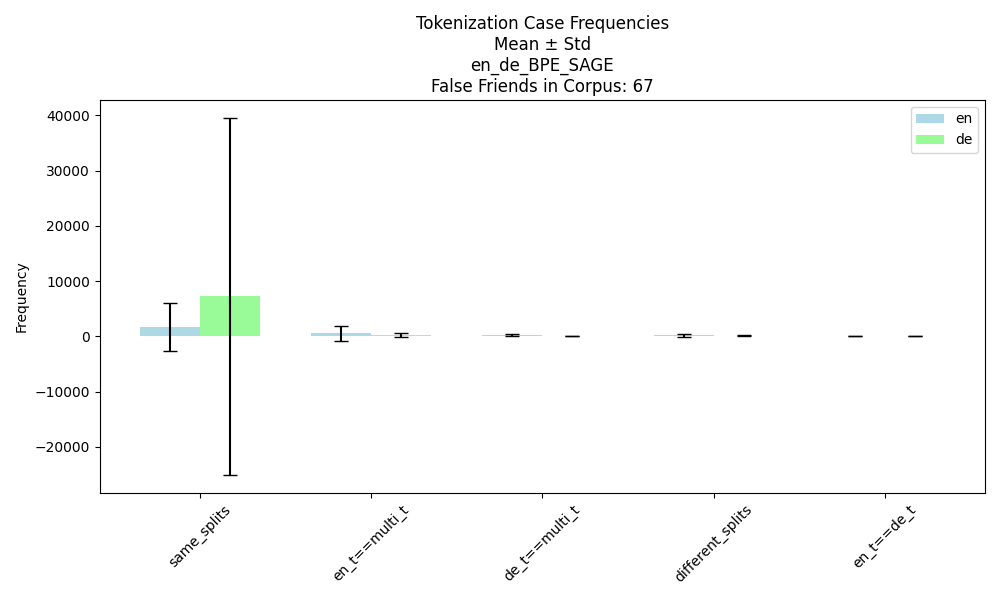 Tokenization Case Frequencies
Mean ± Std
en_de_BPE_SAGE
False Friends in Corpus: 67
en
de
Frequency
40000
30000
20000
10000
0
−10000
−20000
same_splits
en_t==multi_t
de_t==multi_t
different_splits
en_t==de_t